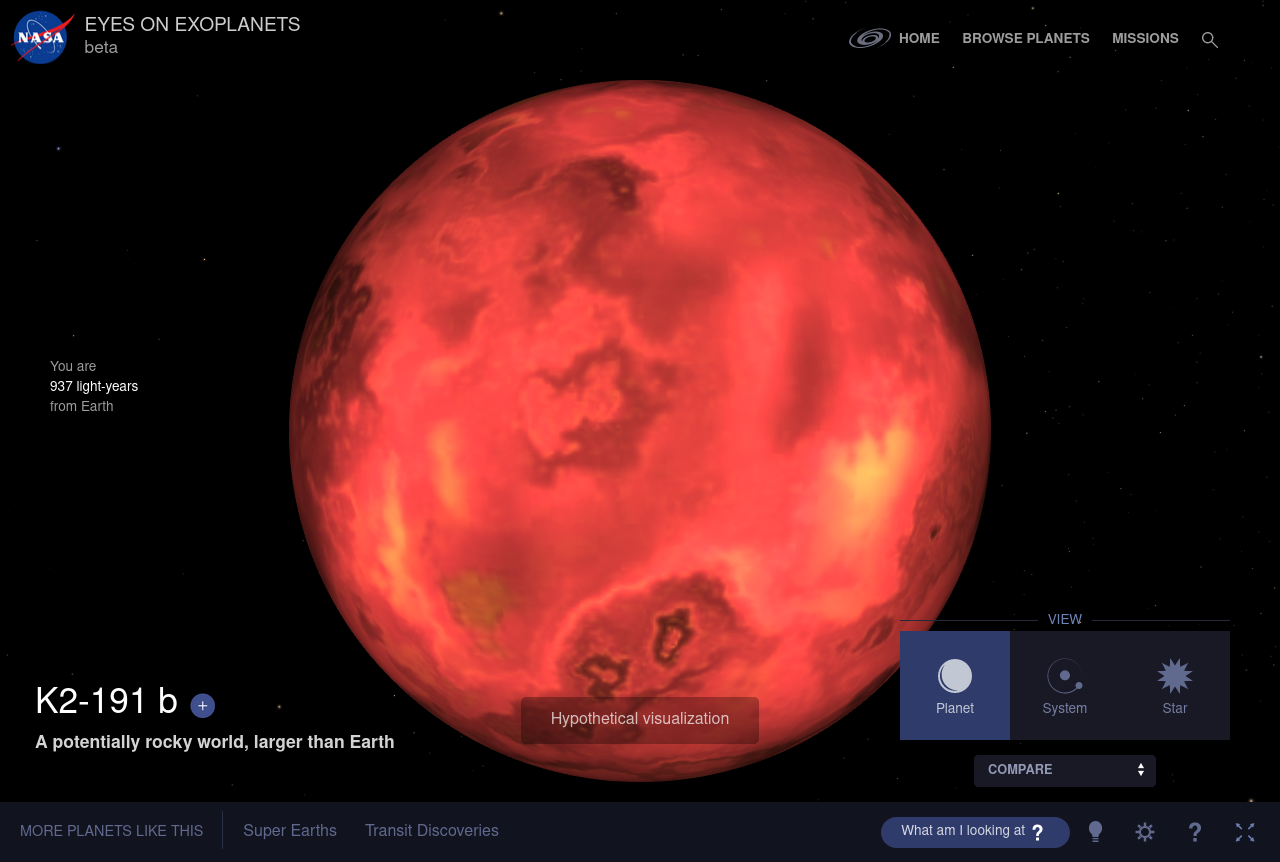 NASA
EYES ON EXOPLANETS
beta
HOME
BROWSE PLANETS
MISSIONS
You are
937 light-years
from Earth
K2-191 b +
A potentially rocky world, larger than Earth
Hypothetical visualization
VIEW
Planet
System
Star
COMPARE
MORE PLANETS LIKE THIS
Super Earths
Transit Discoveries
What am I looking at ?
?